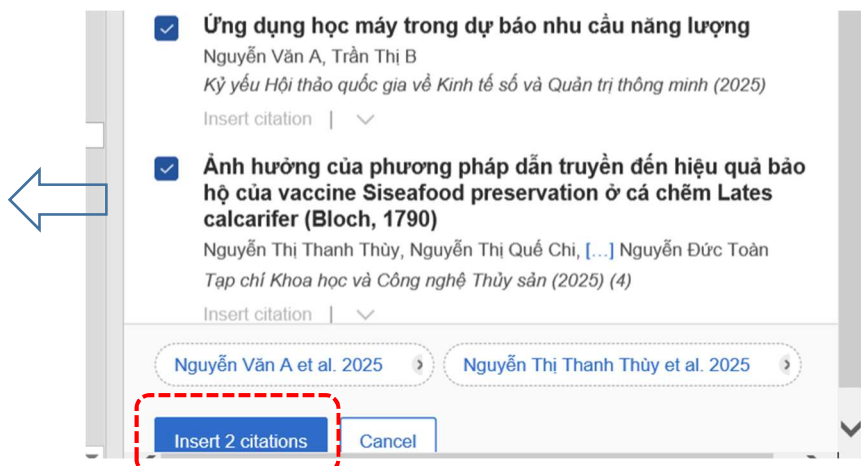 Ứng dụng học máy trong dự báo nhu cầu năng lượng
Nguyễn Văn A, Trần Thị B
Kỷ yếu Hội thảo quốc gia về Kinh tế số và Quản trị thông minh (2025)
Insert citation |
Ảnh hưởng của phương pháp dẫn truyền đến hiệu quả bảo
hộ của vaccine Siseafood preservation ở cá chẽm Lates
calcarifer (Bloch, 1790)
Nguyễn Thị Thanh Thùy, Nguyễn Thị Quế Chi, [...] Nguyễn Đức Toàn
Tạp chí Khoa học và Công nghệ Thủy sản (2025) (4)
Insert citation |
Nguyễn Văn A et al. 2025
Nguyễn Thị Thanh Thùy et al. 2025
Insert 2 citations
Cancel